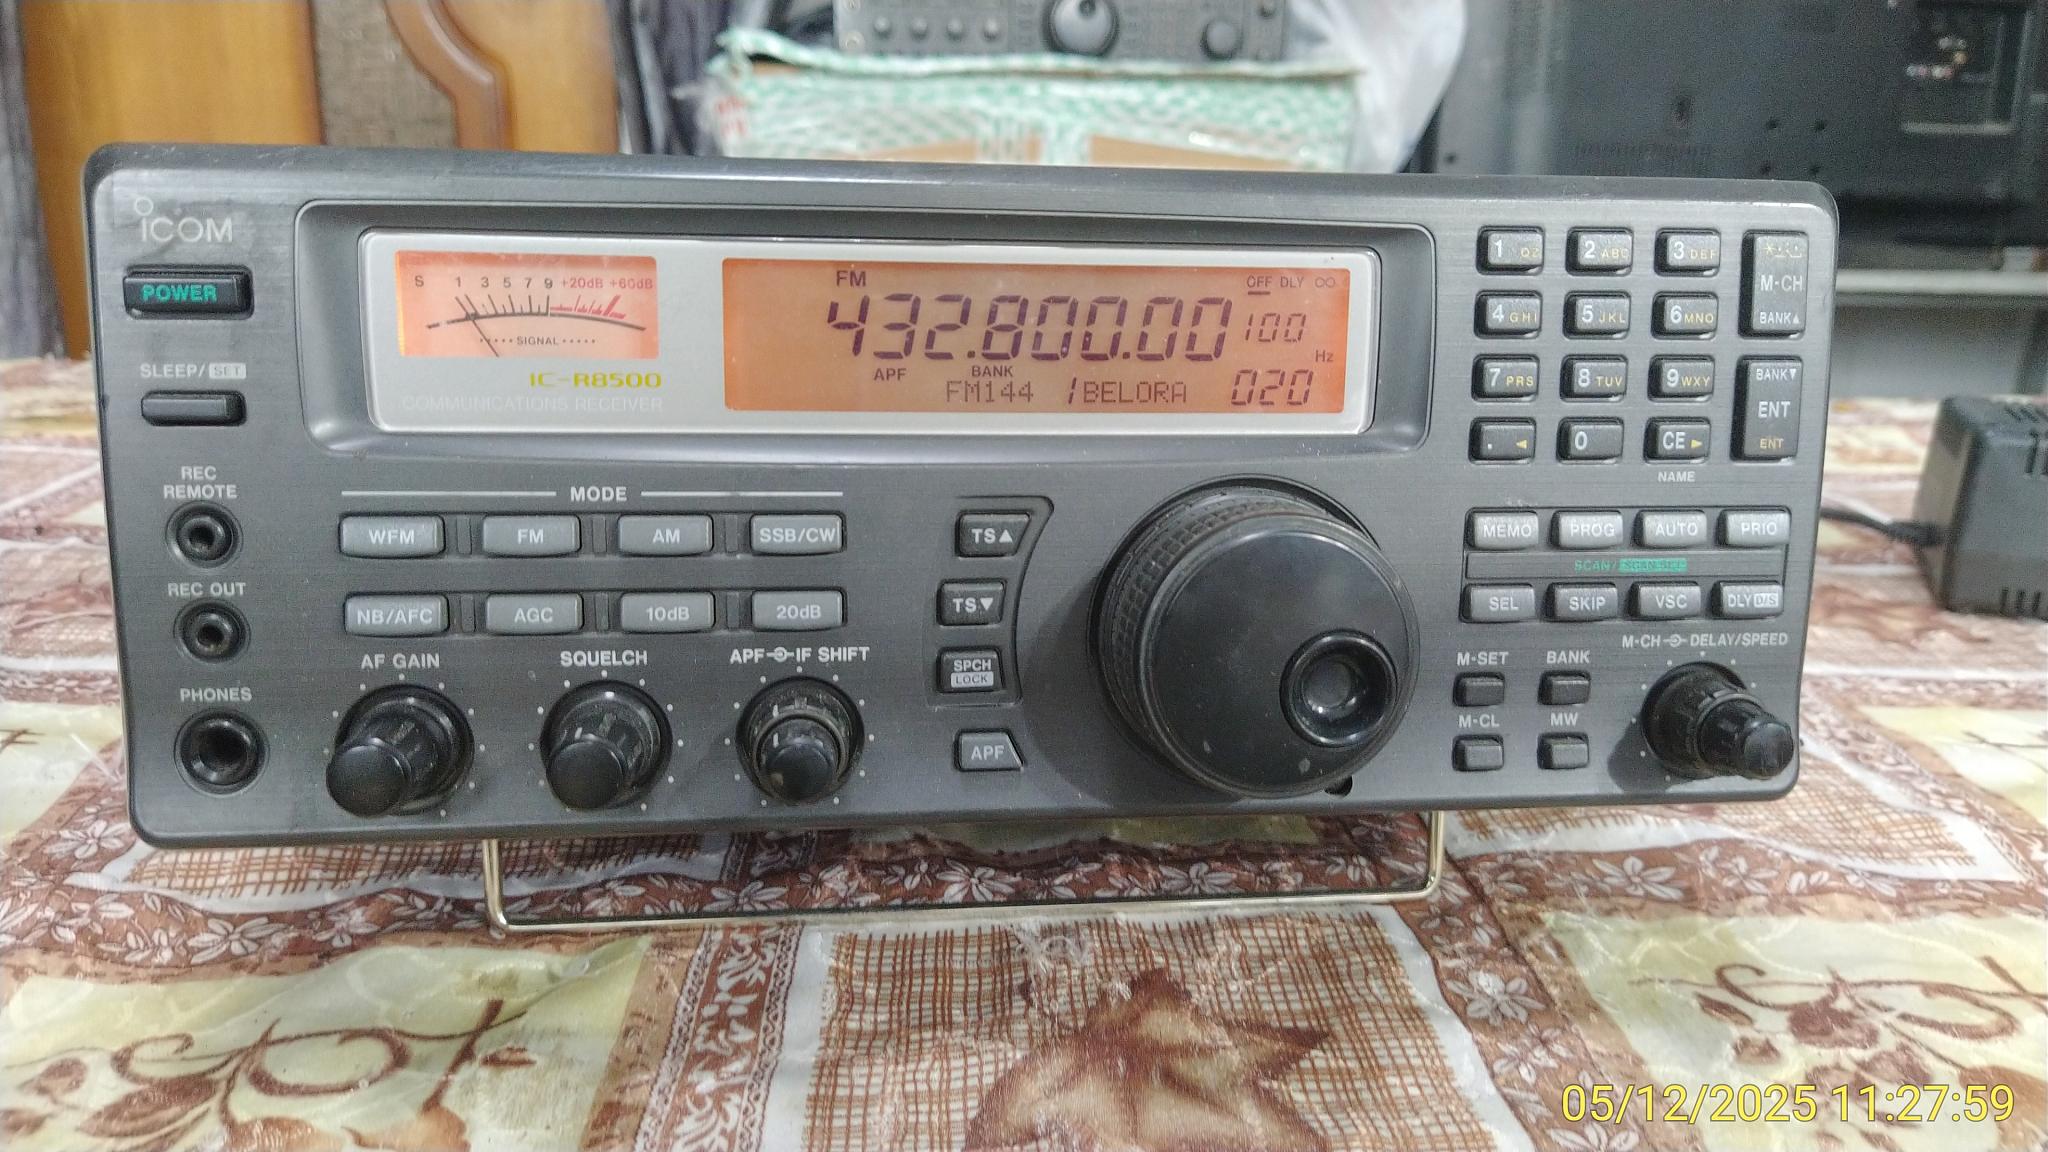 ICOM
POWER
SLEEP/SET
REC
REMOTE
REC OUT
PHONES
S 1 3 5 7 9 +20dB +60dB
SIGNAL
IC-R8500
COMMUNICATIONS RECEIVER
FM OFF DLY ∞
432.800.00 100
Hz
APF BANK
FM144 1 BELORA 020
MODE
WFM FM AM SSB/CW
NB/AFC AGC 10dB 20dB
AF GAIN SQUELCH APF IF SHIFT
TS▲
TS▼
SPCH
LOCK
APF
1 QZ 2 ABC 3 DEF
M-CH
4 GHI 5 JKL 6 MNO BANK▲
7 PRS 8 TUV 9 WXY BANK▼
ENT
. ◄ 0 CE ► ENT
NAME
MEMO PROG AUTO PRIO
SCAN/
SEL SKIP VSC DLY D/S
M-CH DELAY/SPEED
M-SET BANK
M-CL MW
05/12/2025 11:27:59